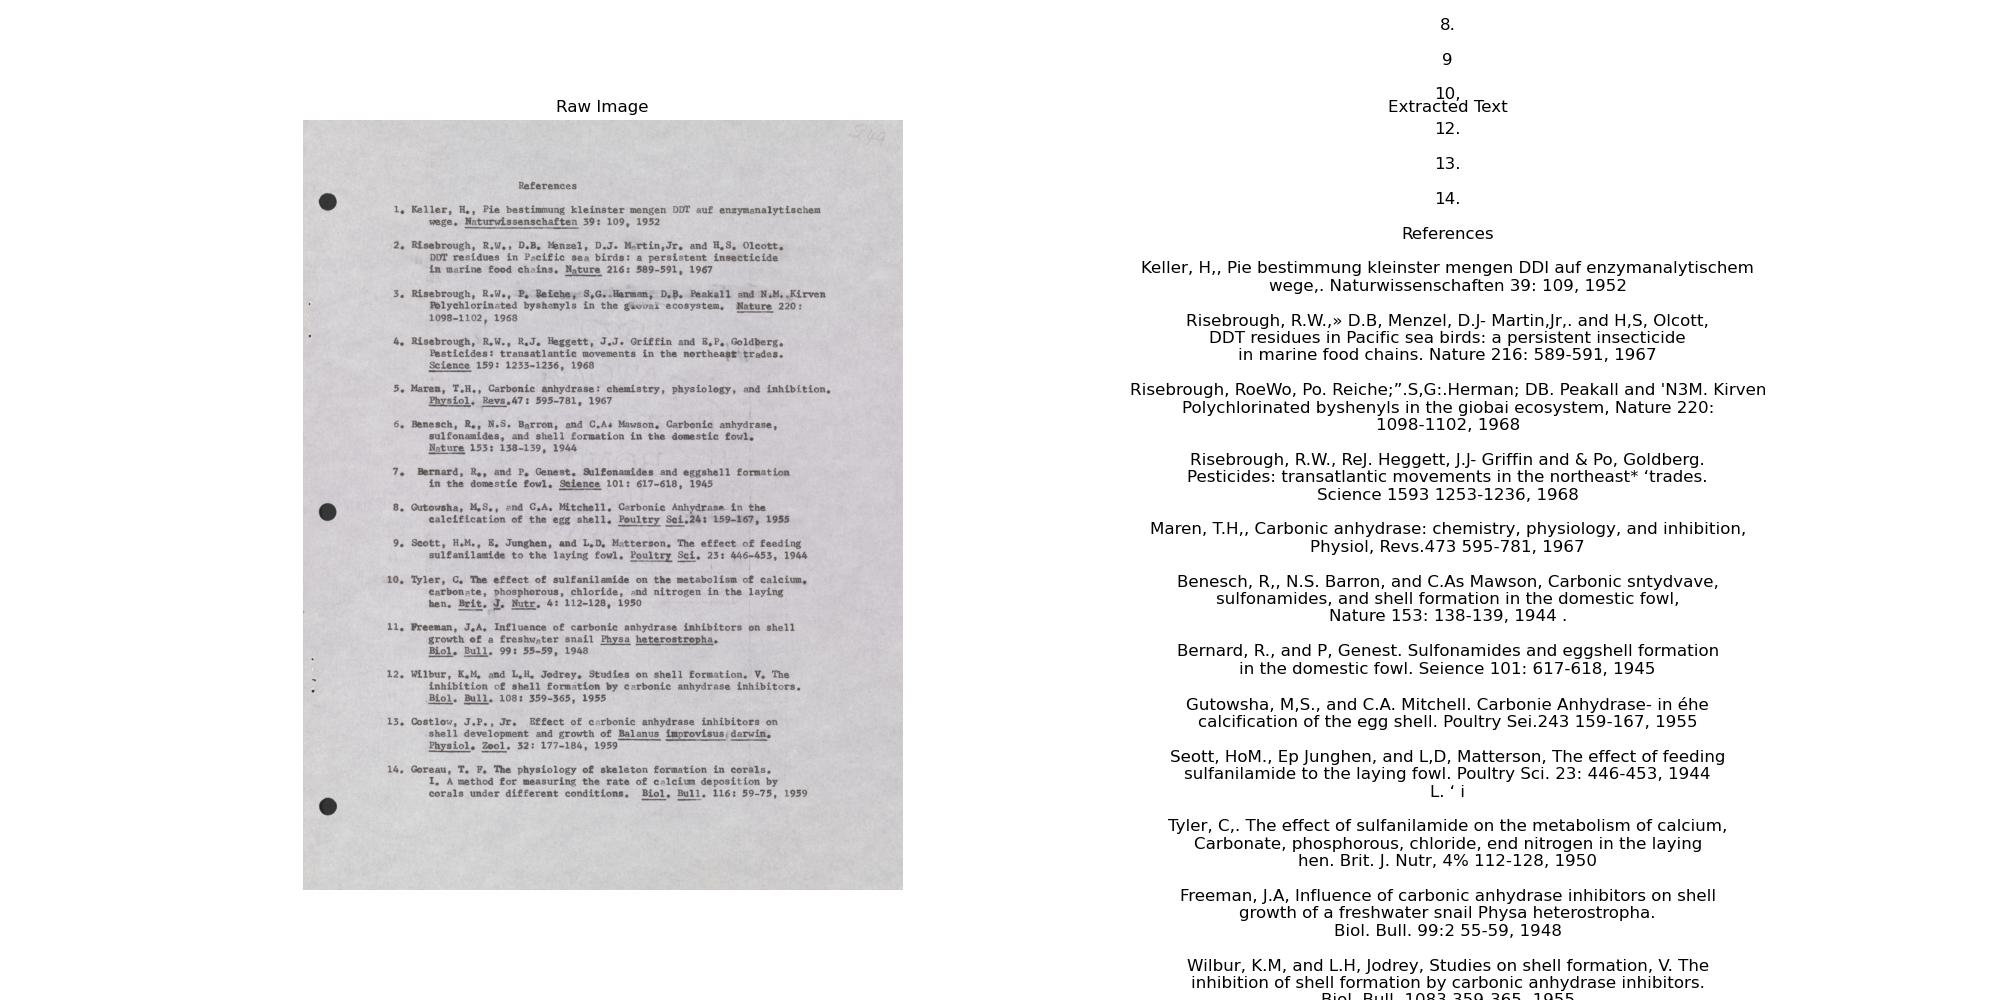 Raw Image
References
1. Keller, H., Pie bestimmung kleinster mengen DDT auf enzymanalytischem
wege. Naturwissenschaften 39: 109, 1952
2. Risebrough, R.W., D.B. Menzel, D.J. Martin,Jr. and H.S. Olcott.
DDT residues in Pacific sea birds: a persistent insecticide
in marine food chains. Nature 216: 589-591, 1967
3. Risebrough, R.W., P. Reiche, S.G. Herman, D.B. Peakall and N.M. Kirven
Polychlorinated byshenyls in the global ecosystem. Nature 220:
1098-1102, 1968
4. Risebrough, R.W., R.J. Heggett, J.J. Griffin and E.P. Goldberg.
Pesticides: transatlantic movements in the northeast trades.
Science 159: 1233-1236, 1968
5. Maren, T.H., Carbonic anhydrase: chemistry, physiology, and inhibition.
Physiol. Revs.47: 595-781, 1967
6. Benesch, R., N.S. Barron, and C.A. Mawson. Carbonic anhydrase,
sulfonamides, and shell formation in the domestic fowl.
Nature 153: 138-139, 1944
7. Bernard, R., and P. Genest. Sulfonamides and eggshell formation
in the domestic fowl. Science 101: 617-618, 1945
8. Gutowsha, M.S., and C.A. Mitchell. Carbonic Anhydrase in the
calcification of the egg shell. Poultry Sci.24: 159-167, 1955
9. Scott, H.M., E. Junghen, and L.D. Matterson. The effect of feeding
sulfanilamide to the laying fowl. Poultry Sci. 23: 446-453, 1944
10. Tyler, C. The effect of sulfanilamide on the metabolism of calcium.
carbonate, phosphorous, chloride, and nitrogen in the laying
hen. Brit. J. Nutr. 4: 112-128, 1950
11. Freeman, J.A. Influence of carbonic anhydrase inhibitors on shell
growth of a freshwater snail Physa heterostropha.
Biol. Bull. 99: 55-59, 1948
12. Wilbur, K.M. and L.H. Jodrey. Studies on shell formation. V. The
inhibition of shell formation by carbonic anhydrase inhibitors.
Biol. Bull. 108: 359-365, 1955
13. Costlow, J.P., Jr. Effect of carbonic anhydrase inhibitors on
shell development and growth of Balanus improvisus darwin.
Physiol. Zool. 32: 177-184, 1959
14. Goreau, T. F. The physiology of skeleton formation in corals.
I. A method for measuring the rate of calcium deposition by
corals under different conditions. Biol. Bull. 116: 59-75, 1959
8.
9
10.
Extracted Text
12.
13.
14.
References
Keller, H,, Pie bestimmung kleinster mengen DDI auf enzymanalytischem
wege,. Naturwissenschaften 39: 109, 1952
Risebrough, R.W.,» D.B, Menzel, D.J- Martin,Jr,. and H,S, Olcott,
DDT residues in Pacific sea birds: a persistent insecticide
in marine food chains. Nature 216: 589-591, 1967
Risebrough, RoeWo, Po. Reiche;”.S,G:.Herman; DB. Peakall and 'N3M. Kirven
Polychlorinated byshenyls in the giobai ecosystem, Nature 220:
1098-1102, 1968
Risebrough, R.W., ReJ. Heggett, J.J- Griffin and & Po, Goldberg.
Pesticides: transatlantic movements in the northeast* ‘trades.
Science 1593 1253-1236, 1968
Maren, T.H,, Carbonic anhydrase: chemistry, physiology, and inhibition,
Physiol, Revs.473 595-781, 1967
Benesch, R,, N.S. Barron, and C.As Mawson, Carbonic sntydvave,
sulfonamides, and shell formation in the domestic fowl,
Nature 153: 138-139, 1944 .
Bernard, R., and P, Genest. Sulfonamides and eggshell formation
in the domestic fowl. Seience 101: 617-618, 1945
Gutowsha, M,S., and C.A. Mitchell. Carbonie Anhydrase- in éhe
calcification of the egg shell. Poultry Sei.243 159-167, 1955
Seott, HoM., Ep Junghen, and L,D, Matterson, The effect of feeding
sulfanilamide to the laying fowl. Poultry Sci. 23: 446-453, 1944
L. ‘ i
Tyler, C,. The effect of sulfanilamide on the metabolism of calcium,
Carbonate, phosphorous, chloride, end nitrogen in the laying
hen. Brit. J. Nutr, 4% 112-128, 1950
Freeman, J.A, Influence of carbonic anhydrase inhibitors on shell
growth of a freshwater snail Physa heterostropha.
Biol. Bull. 99:2 55-59, 1948
Wilbur, K.M, and L.H, Jodrey, Studies on shell formation, V. The
inhibition of shell formation by carbonic anhydrase inhibitors.
Biol. Bull. 1083 359-365, 1955